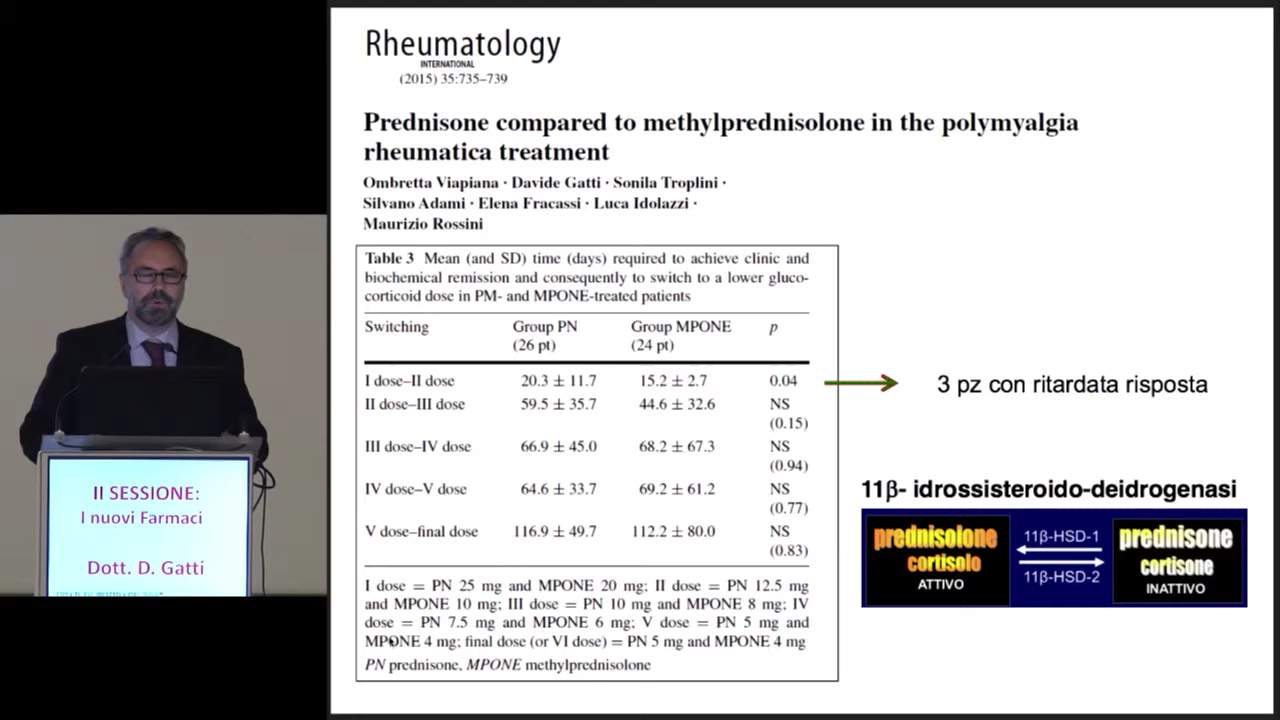 Rheumatology
INTERNATIONAL
(2015) 35:735–739
Prednisone compared to methylprednisolone in the polymyalgia
rheumatica treatment
Ombretta Viapiana · Davide Gatti · Sonila Troplini ·
Silvano Adami · Elena Fracassi · Luca Idolazzi ·
Maurizio Rossini
Table 3 Mean (and SD) time (days) required to achieve clinic and
biochemical remission and consequently to switch to a lower gluco-
corticoid dose in PM- and MPONE-treated patients
Switching Group PN (26 pt) Group MPONE (24 pt) p
I dose–II dose 20.3 ± 11.7 15.2 ± 2.7 0.04
II dose–III dose 59.5 ± 35.7 44.6 ± 32.6 NS (0.15)
III dose–IV dose 66.9 ± 45.0 68.2 ± 67.3 NS (0.94)
IV dose–V dose 64.6 ± 33.7 69.2 ± 61.2 NS (0.77)
V dose–final dose 116.9 ± 49.7 112.2 ± 80.0 NS (0.83)
I dose = PN 25 mg and MPONE 20 mg; II dose = PN 12.5 mg
and MPONE 10 mg; III dose = PN 10 mg and MPONE 8 mg; IV
dose = PN 7.5 mg and MPONE 6 mg; V dose = PN 5 mg and
MPONE 4 mg; final dose (or VI dose) = PN 5 mg and MPONE 4 mg
PN prednisone, MPONE methylprednisolone
3 pz con ritardata risposta
11β- idrossisteroido-deidrogenasi
prednisolone
cortisolo
ATTIVO
11β-HSD-1
11β-HSD-2
prednisone
cortisone
INATTIVO
II SESSIONE:
I nuovi Farmaci
Dott. D. Gatti